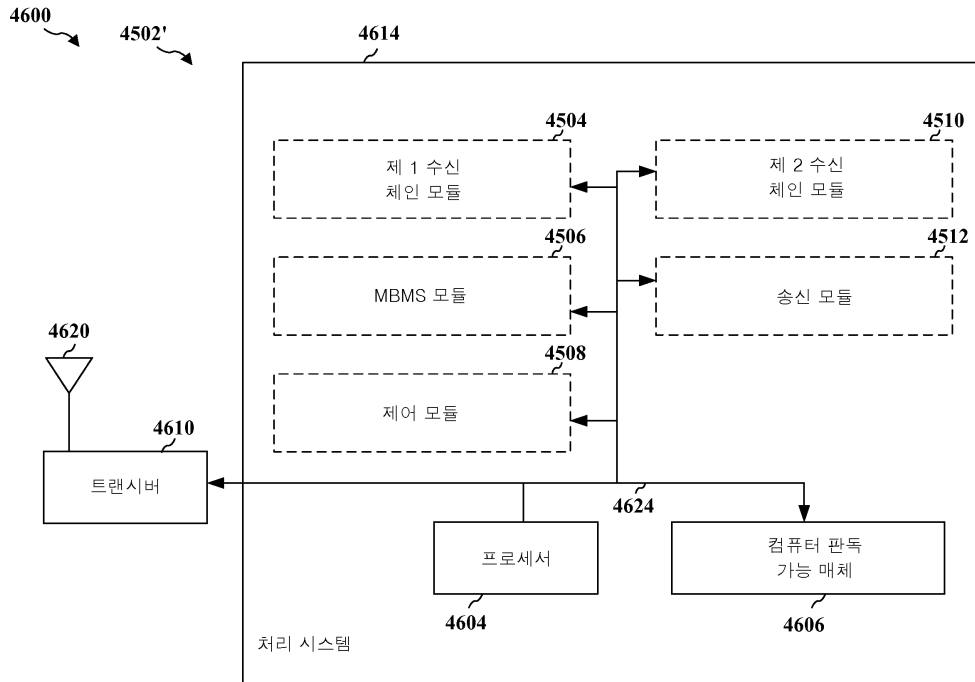 4600
4502'
4614
4504
제 1 수신
체인 모듈
4510
제 2 수신
체인 모듈
4506
MBMS 모듈
4512
송신 모듈
4620
4508
제어 모듈
4610
트랜시버
4624
프로세서
4604
컴퓨터 판독
가능 매체
4606
처리 시스템